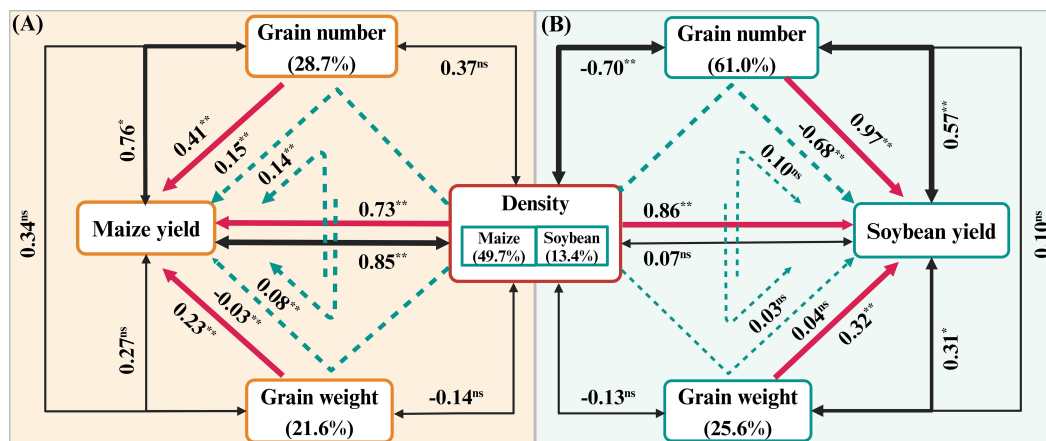 (A)
Grain number
(28.7%)
0.37ns
0.76*
0.41**
0.15**
0.14**
0.34ns
Maize yield
0.73**
0.85**
0.27ns
0.23**
-0.03**
0.08**
Grain weight
(21.6%)
-0.14ns
Density
Maize
(49.7%)
Soybean
(13.4%)
(B)
Grain number
(61.0%)
-0.70**
0.97**
-0.68**
0.10ns
0.57**
0.10ns
0.86**
0.07ns
Soybean yield
0.03ns
0.04ns
0.32**
0.31*
-0.13ns
Grain weight
(25.6%)